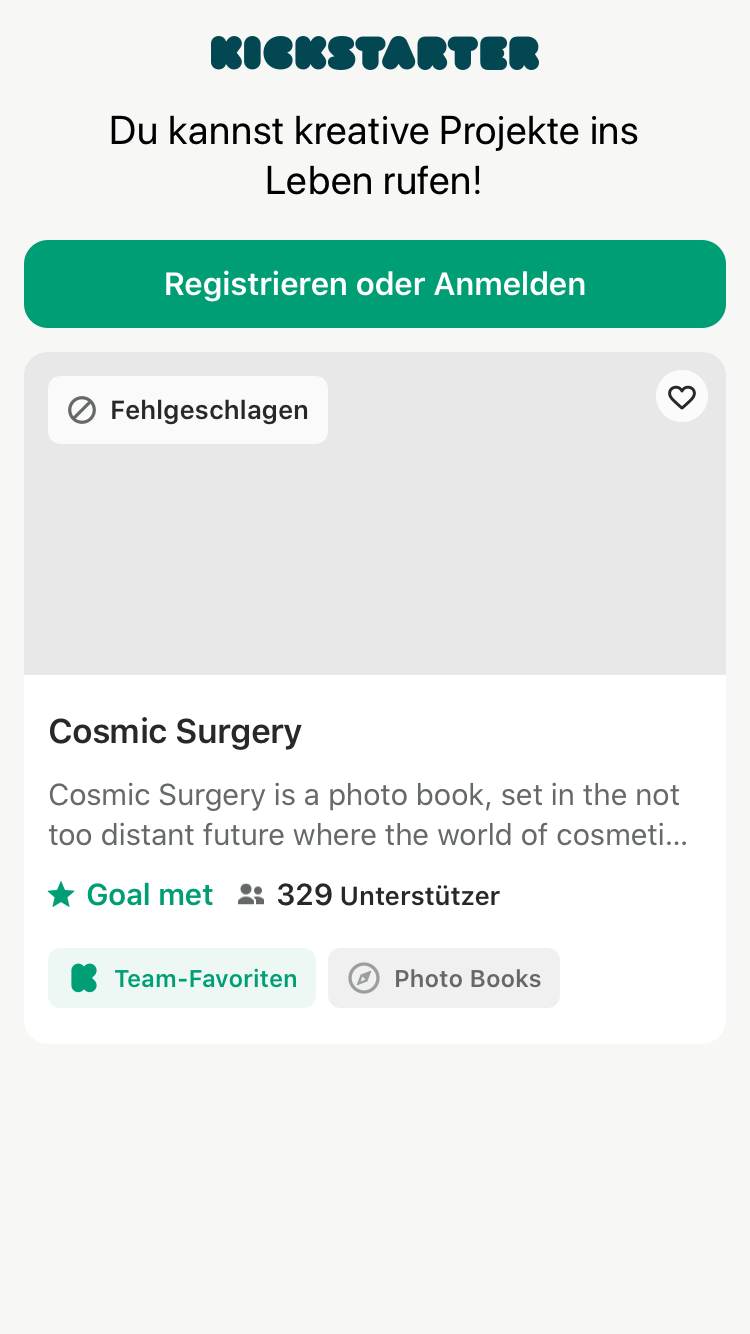 KICKSTARTER
Du kannst kreative Projekte ins
Leben rufen!
Registrieren oder Anmelden
Fehlgeschlagen
Cosmic Surgery
Cosmic Surgery is a photo book, set in the not
too distant future where the world of cosmeti...
Goal met 329 Unterstützer
Team-Favoriten Photo Books